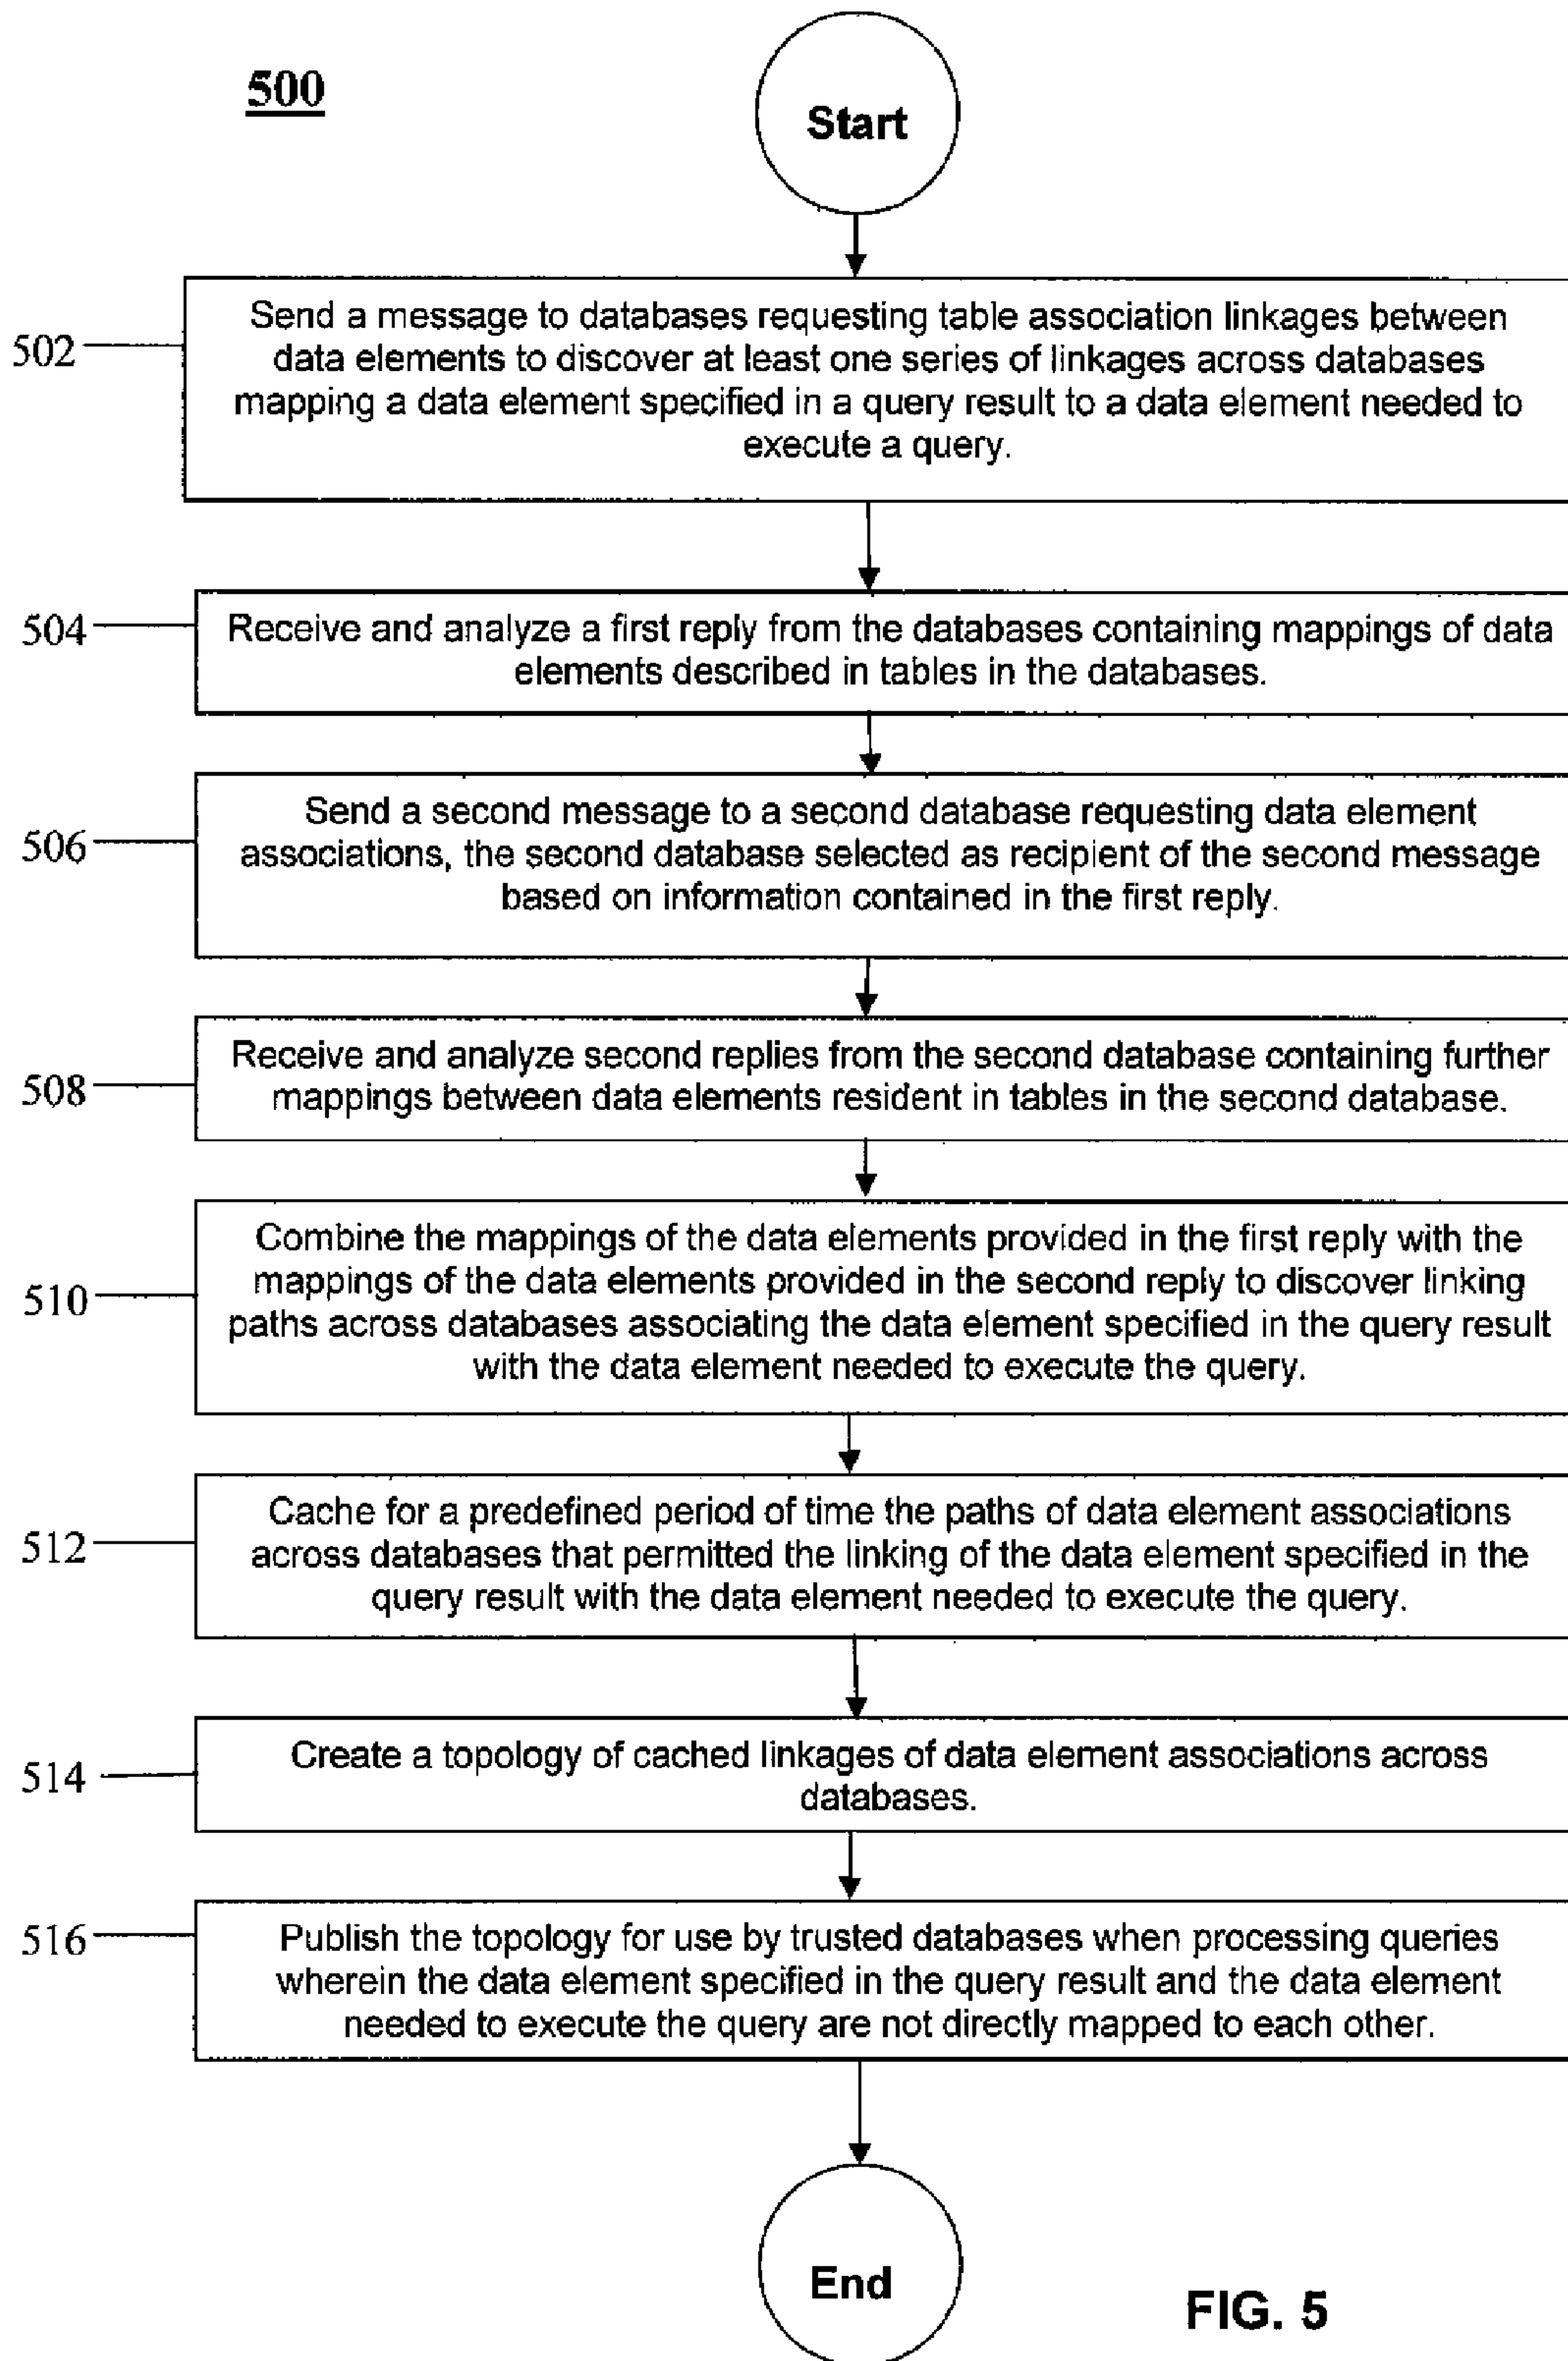 500
Start
502
Send a message to databases requesting table association linkages between
data elements to discover at least one series of linkages across databases
mapping a data element specified in a query result to a data element needed to
execute a query.
504
Receive and analyze a first reply from the databases containing mappings of data
elements described in tables in the databases.
506
Send a second message to a second database requesting data element
associations, the second database selected as recipient of the second message
based on information contained in the first reply.
508
Receive and analyze second replies from the second database containing further
mappings between data elements resident in tables in the second database.
510
Combine the mappings of the data elements provided in the first reply with the
mappings of the data elements provided in the second reply to discover linking
paths across databases associating the data element specified in the query result
with the data element needed to execute the query.
512
Cache for a predefined period of time the paths of data element associations
across databases that permitted the linking of the data element specified in the
query result with the data element needed to execute the query.
514
Create a topology of cached linkages of data element associations across
databases.
516
Publish the topology for use by trusted databases when processing queries
wherein the data element specified in the query result and the data element
needed to execute the query are not directly mapped to each other.
End
FIG. 5